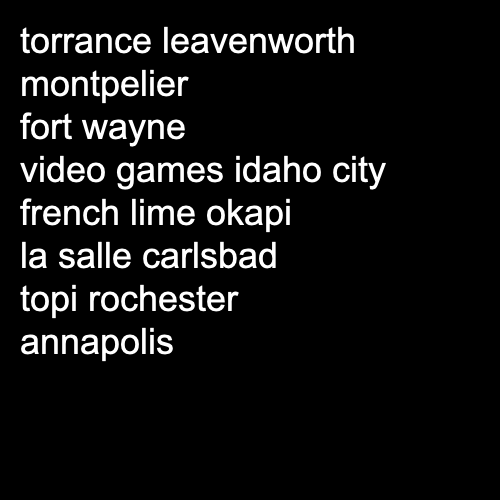 torrance leavenworth
montpelier
fort wayne
video games idaho city
french lime okapi
la salle carlsbad
topi rochester
annapolis